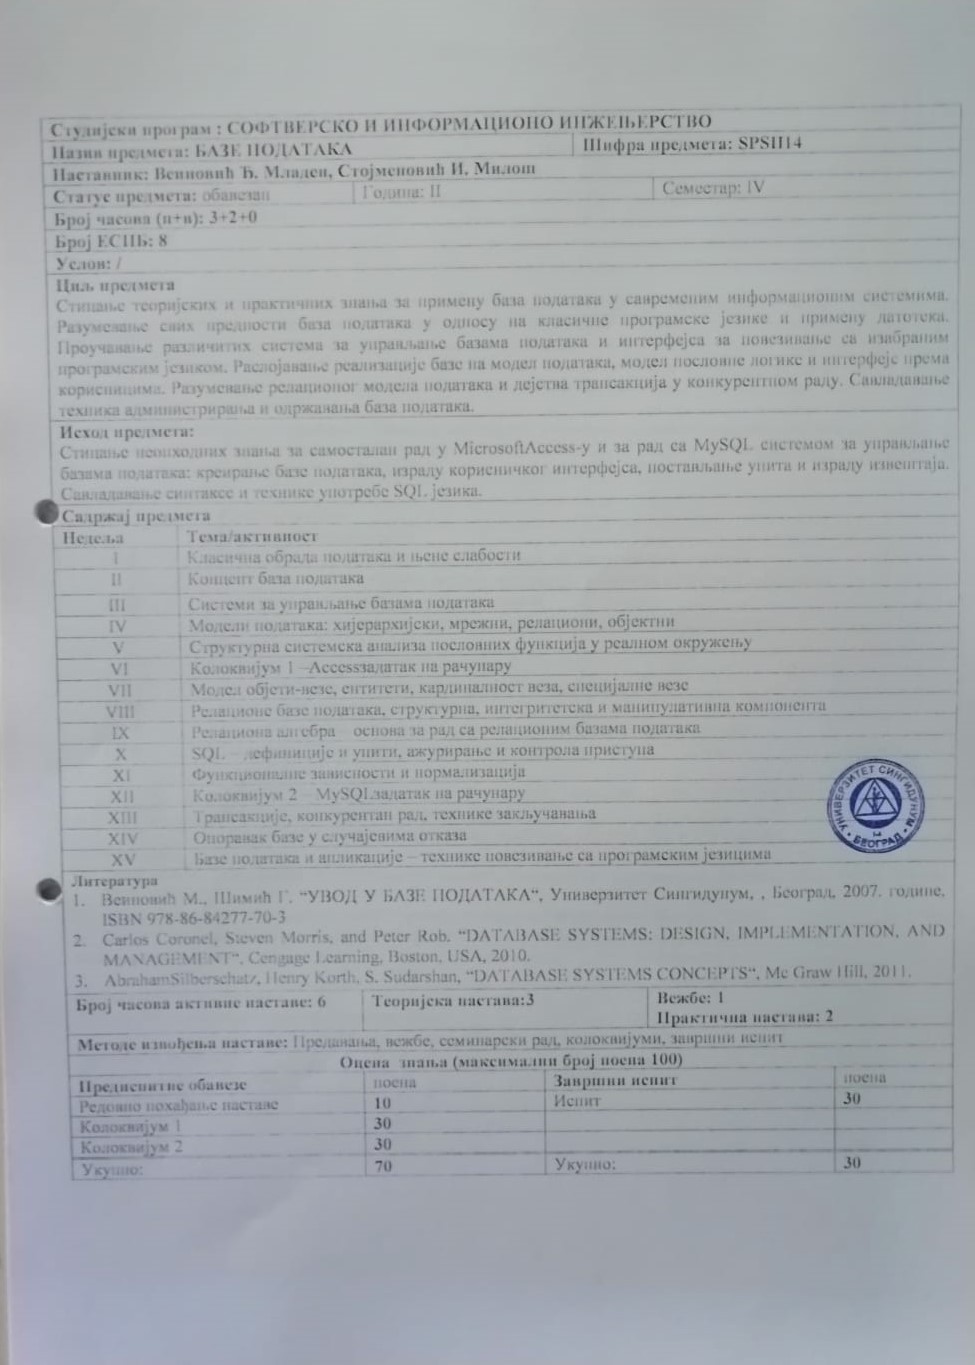 Студијски програм : СОФТВЕРСКО И ИНФОРМАЦИОНО ИНЖЕЊЕРСТВО
Назив предмета: БАЗЕ ПОДАТАКА Шифра предмета: SPSII14
Наставник: Веиновић Ђ. Младен, Стојменовић И. Милош
Статус предмета: обавезан Година: II Семестар: IV
Број часова (п+в): 3+2+0
Број ЕСПБ: 8
Услов: /
Циљ предмета
Стицање теоријских и практичних знања за примену база података у савременим информационим системима.
Разумевање свих предности база података у односу на класичне програмске језике и примену датотека.
Проучавање различитих система за управљање базама података и интерфејса за повезивање са изабраним
програмским језиком. Раслојавање реализације базе на модел података, модел пословне логике и интерфејс према
корисницима. Разумевање релационог модела података и дејства трансакција у конкурентном раду. Савладавање
техника администрирања и одржавања база података.
Исход предмета:
Стицање неопходних знања за самосталан рад у MicrosoftAccess-у и за рад са MySQL системом за управљање
базама података: креирање базе података, израду корисничког интерфејса, постављање упита и израду извештаја.
Савладавање синтаксе и технике употребе SQL језика.
Садржај предмета
Недеља Тема/активност
I Класична обрада података и њене слабости
II Концепт база података
III Системи за управљање базама података
IV Модели података: хијерархијски, мрежни, релациони, објектни
V Структурна системска анализа пословних функција у реалном окружењу
VI Колоквијум 1 –Accessзадатак на рачунару
VII Модел објети-везе, ентитети, кардиналност веза, специјалне везе
VIII Релационе базе података, структурна, интегритетска и манипулативна компонента
IX Релациона алгебра – основа за рад са релационим базама података
X SQL – дефиниције и упити, ажурирање и контрола приступа
XI Функционалне зависности и нормализација
XII Колоквијум 2 – MySQLзадатак на рачунару
XIII Трансакције, конкурентан рад, технике закључавања
XIV Опоравак базе у случајевима отказа
XV Базе података и апликације – технике повезивање са програмским језицима
УНИВЕРЗИТЕТ СИНГИДУНУМ
БЕОГРАД
Литература
1. Веиновић М., Шимић Г. “УВОД У БАЗЕ ПОДАТАКА“, Универзитет Сингидунум, , Београд, 2007. године,
ISBN 978-86-84277-70-3
2. Carlos Coronel, Steven Morris, and Peter Rob. “DATABASE SYSTEMS: DESIGN, IMPLEMENTATION, AND
MANAGEMENT“, Cengage Learning, Boston, USA, 2010.
3. AbrahamSilberschatz, Henry Korth, S. Sudarshan, “DATABASE SYSTEMS CONCEPTS“, Mc Graw Hill, 2011.
Број часова активне наставе: 6 Теоријска настава:3 Вежбе: 1
Практична настава: 2
Методе извођења наставе: Предавања, вежбе, семинарски рад, колоквијуми, завршни испит
Оцена знања (максимални број поена 100)
Предиспитне обавезе поена Завршни испит поена
Редовно похађање наставе 10 Испит 30
Колоквијум 1 30
Колоквијум 2 30
Укупно: 70 Укупно: 30